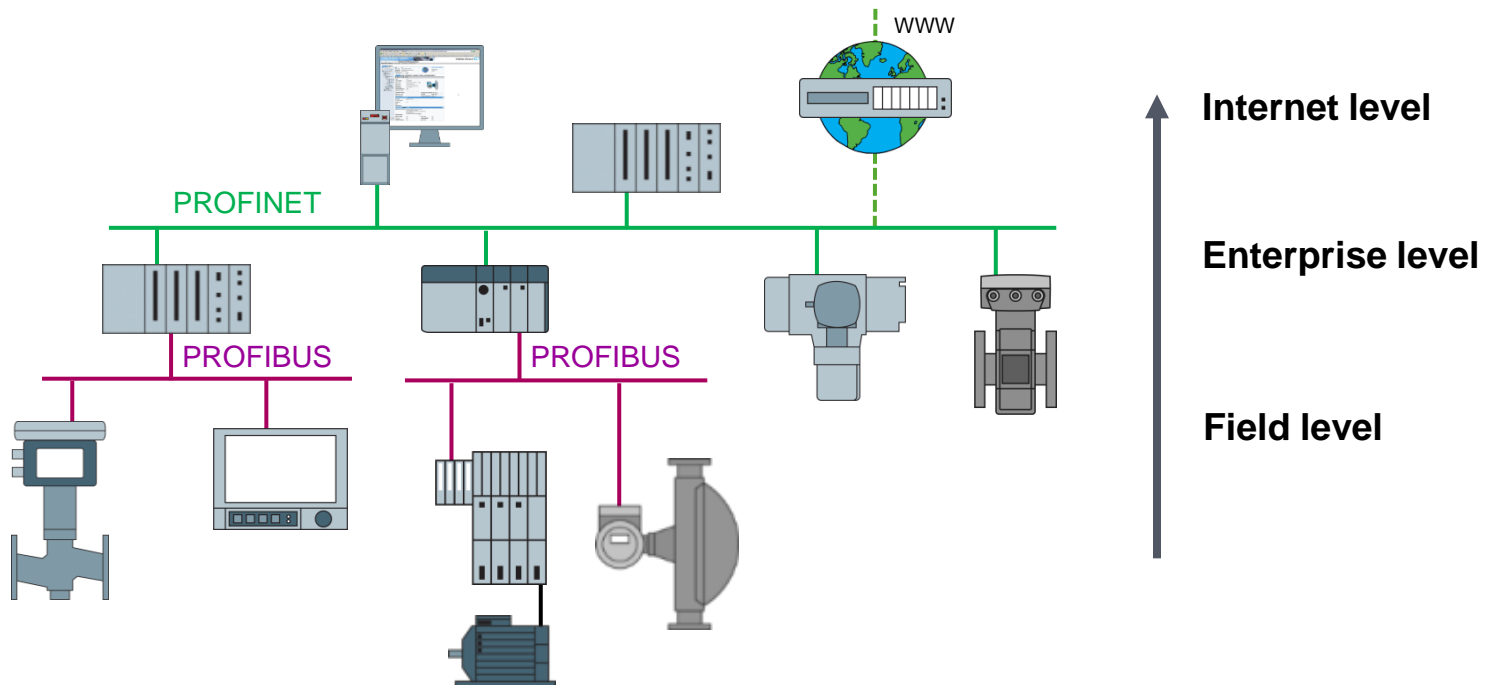 WWW
Internet level
PROFINET
Enterprise level
PROFIBUS
PROFIBUS
Field level